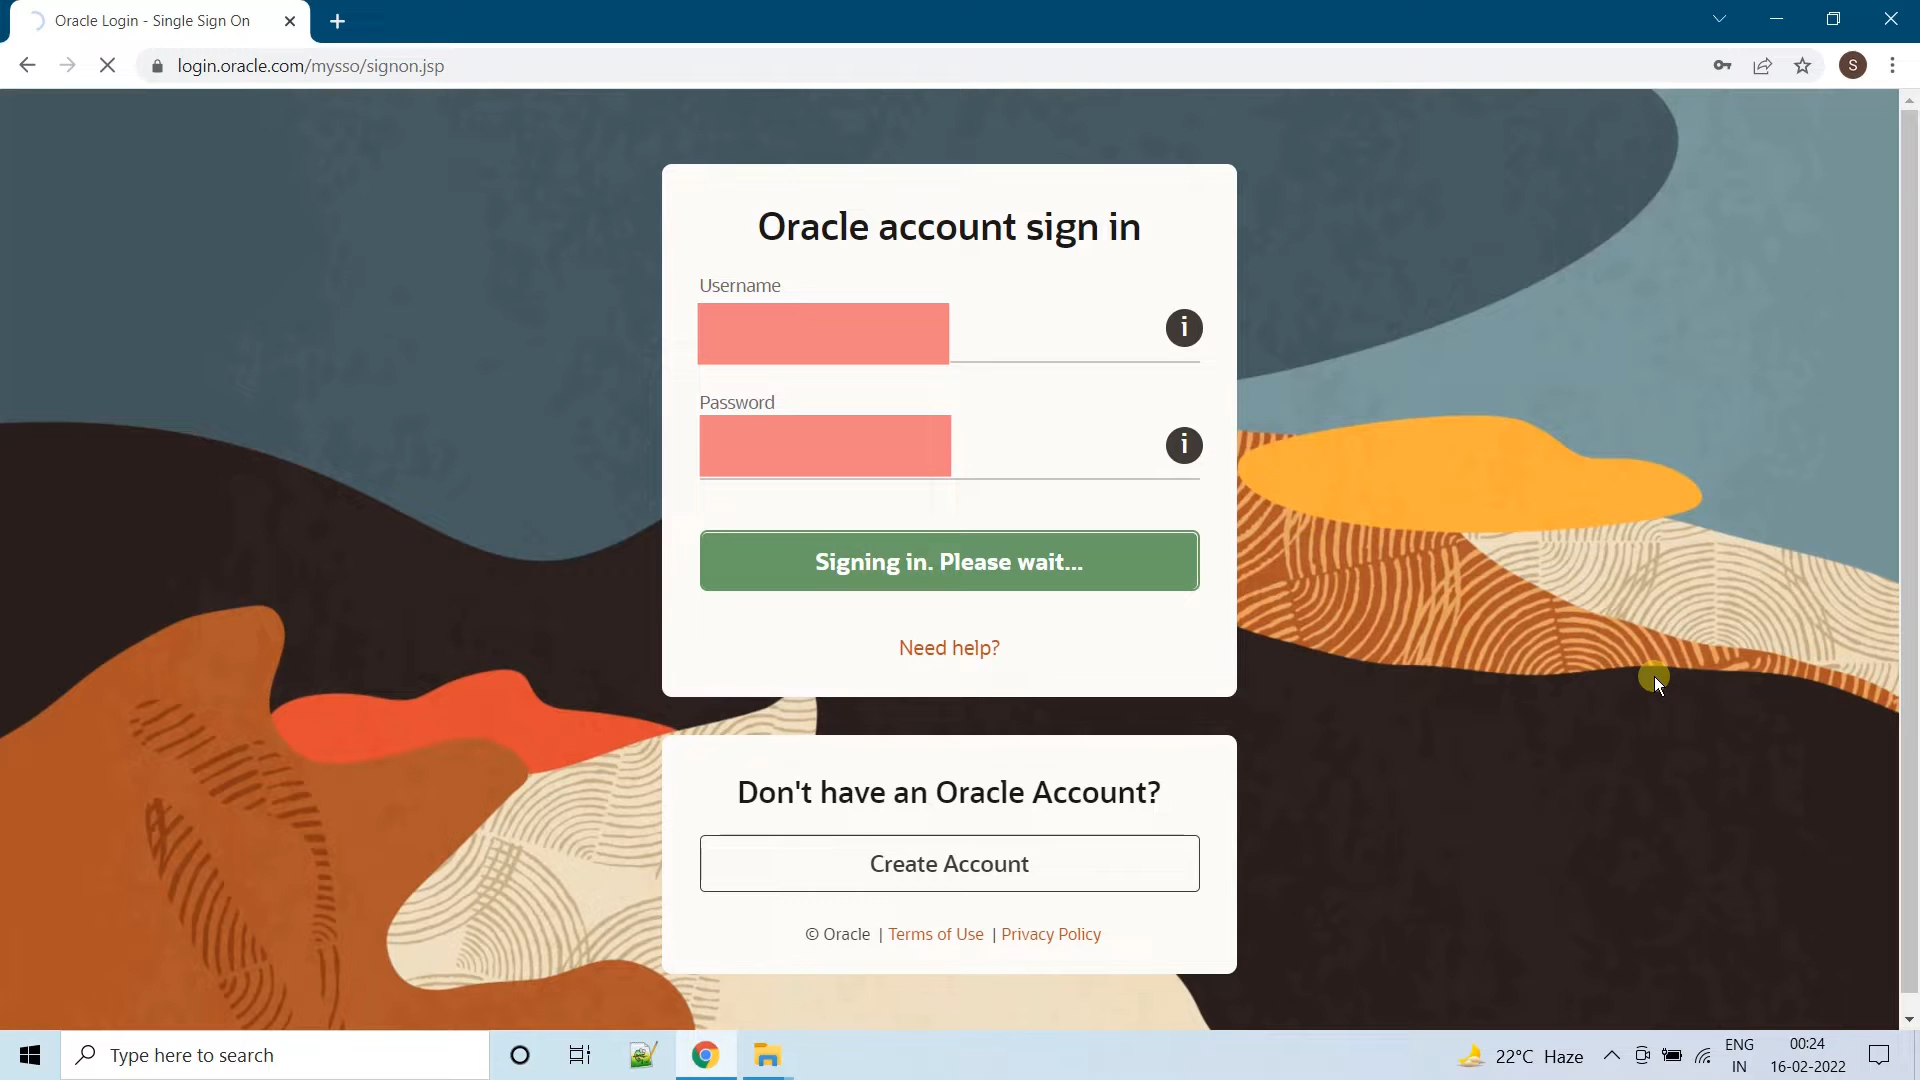 Oracle Login - Single Sign On
login.oracle.com/mysso/signon.jsp
S
Oracle account sign in
Username
i
Password
i
Signing in. Please wait...
Need help?
Don't have an Oracle Account?
Create Account
© Oracle | Terms of Use | Privacy Policy
Type here to search
22°C Haze
ENG
IN
00:24
16-02-2022